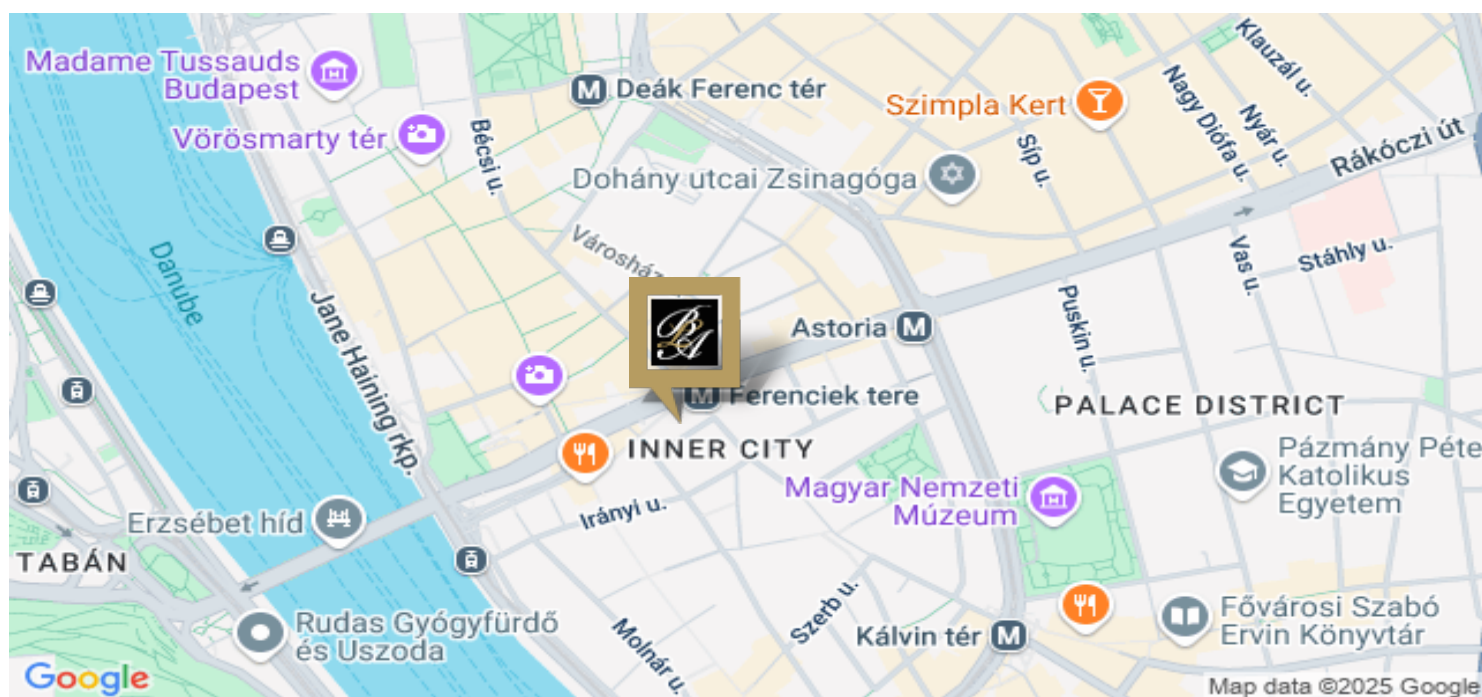 Madame Tussauds
Budapest
Vörösmarty tér
Bécsi u.
M Deák Ferenc tér
Szimpla Kert
Klauzál u.
Nagy Diófa u.
Nyár u.
Rákóczi út
Síp u.
Dohány utcai Zsinagóga
Városház
Danube
Jane Haining rkp.
BLA
Astoria M
Vas u.
Stáhly u.
Puskin u.
M Ferenciek tere
PALACE DISTRICT
INNER CITY
Pázmány Péte
Katolikus
Egyetem
Magyar Nemzeti
Múzeum
Irányi u.
Erzsébet híd
TABÁN
Rudas Gyógyfürdő
és Uszoda
Molnár u.
Szerb u.
Kálvin tér M
Fővárosi Szabó
Ervin Könyvtár
Google
Map data ©2025 Google